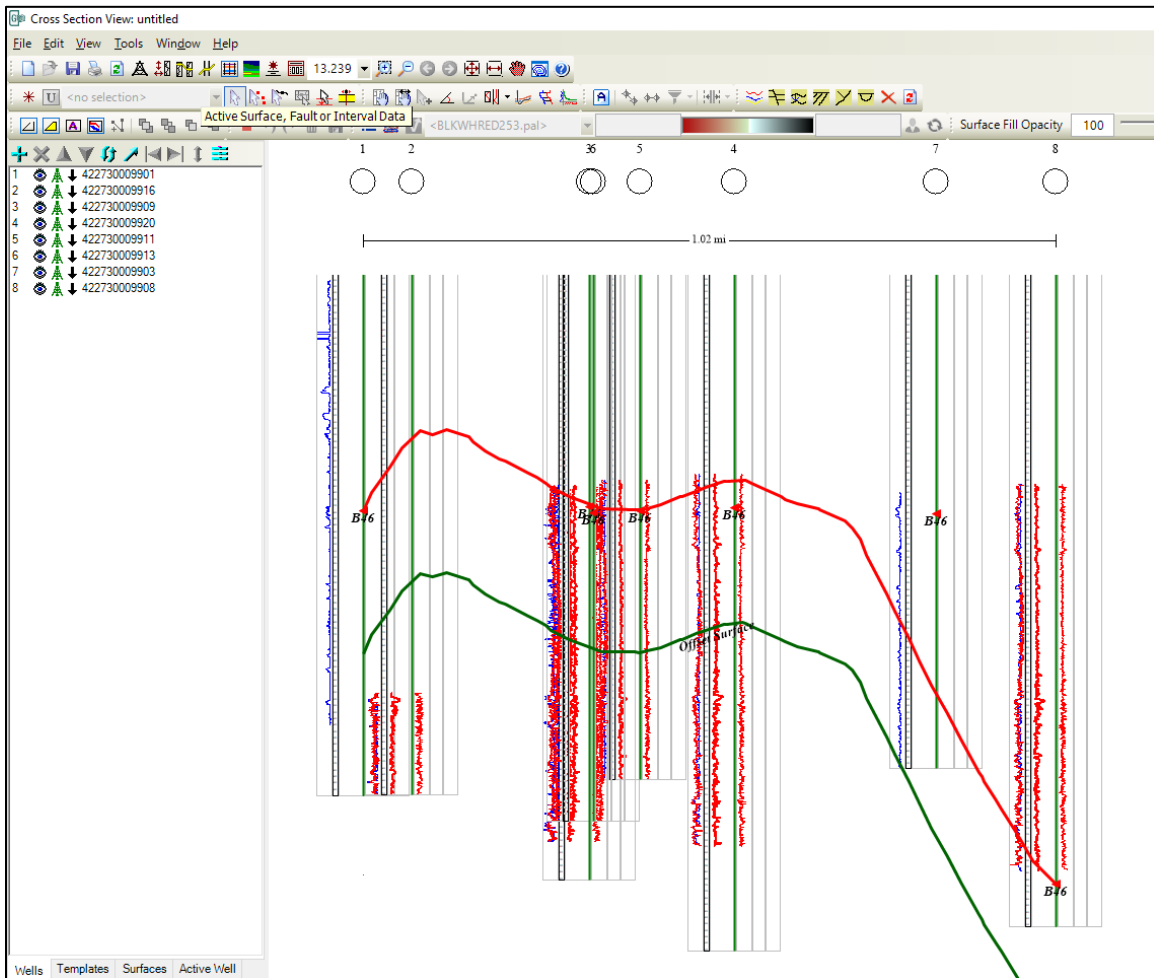 Cross Section View: untitled
File Edit View Tools Window Help
13.239
U <no selection> A 2
Active Surface, Fault or Interval Data
A <BLKWHRED253.pal> Surface Fill Opacity 100
1 2 36 5 4 7 8
1 422730009901
2 422730009916
3 422730009909
4 422730009920
5 422730009911
6 422730009913
7 422730009903
8 422730009908
1.02 mi
B46 B46 B46 B46 B46
Offset Surface
B46
Wells Templates Surfaces Active Well